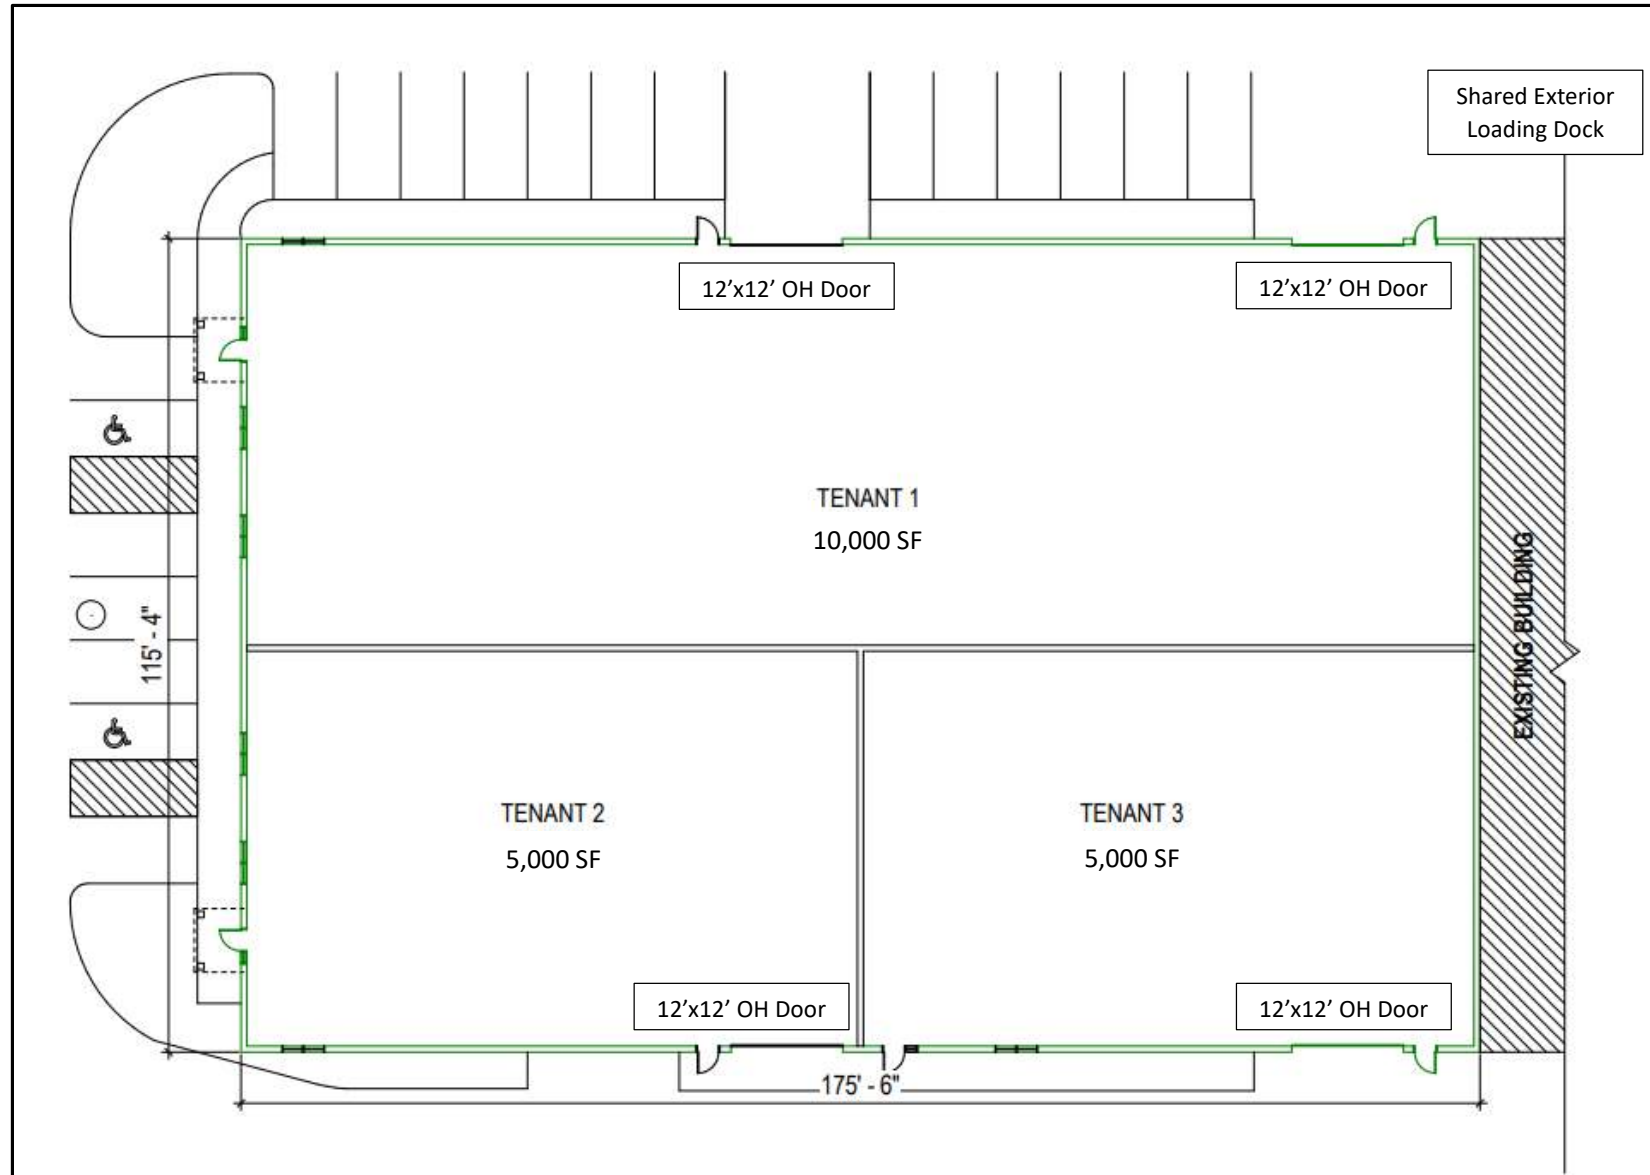 Shared Exterior
Loading Dock
12’x12’ OH Door
12’x12’ OH Door
TENANT 1
10,000 SF
EXISTING BUILDING
115' - 4"
TENANT 2
5,000 SF
TENANT 3
5,000 SF
12’x12’ OH Door
12’x12’ OH Door
175' - 6"